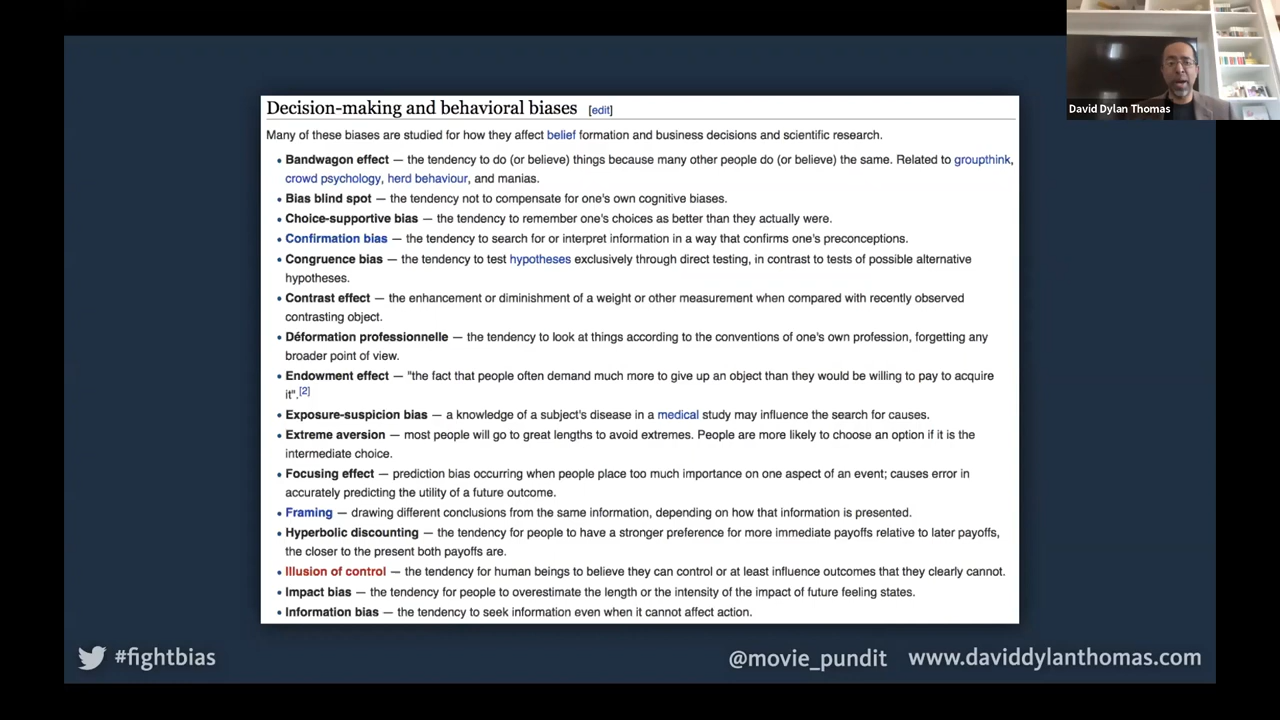 David Dylan Thomas
Decision-making and behavioral biases [edit]
Many of these biases are studied for how they affect belief formation and business decisions and scientific research.
• Bandwagon effect — the tendency to do (or believe) things because many other people do (or believe) the same. Related to groupthink,
crowd psychology, herd behaviour, and manias.
• Bias blind spot — the tendency not to compensate for one's own cognitive biases.
• Choice-supportive bias — the tendency to remember one's choices as better than they actually were.
• Confirmation bias — the tendency to search for or interpret information in a way that confirms one's preconceptions.
• Congruence bias — the tendency to test hypotheses exclusively through direct testing, in contrast to tests of possible alternative
hypotheses.
• Contrast effect — the enhancement or diminishment of a weight or other measurement when compared with recently observed
contrasting object.
• Déformation professionnelle — the tendency to look at things according to the conventions of one's own profession, forgetting any
broader point of view.
• Endowment effect — "the fact that people often demand much more to give up an object than they would be willing to pay to acquire
it".[2]
• Exposure-suspicion bias — a knowledge of a subject's disease in a medical study may influence the search for causes.
• Extreme aversion — most people will go to great lengths to avoid extremes. People are more likely to choose an option if it is the
intermediate choice.
• Focusing effect — prediction bias occurring when people place too much importance on one aspect of an event; causes error in
accurately predicting the utility of a future outcome.
• Framing — drawing different conclusions from the same information, depending on how that information is presented.
• Hyperbolic discounting — the tendency for people to have a stronger preference for more immediate payoffs relative to later payoffs,
the closer to the present both payoffs are.
• Illusion of control — the tendency for human beings to believe they can control or at least influence outcomes that they clearly cannot.
• Impact bias — the tendency for people to overestimate the length or the intensity of the impact of future feeling states.
• Information bias — the tendency to seek information even when it cannot affect action.
#fightbias @movie_pundit www.daviddylanthomas.com